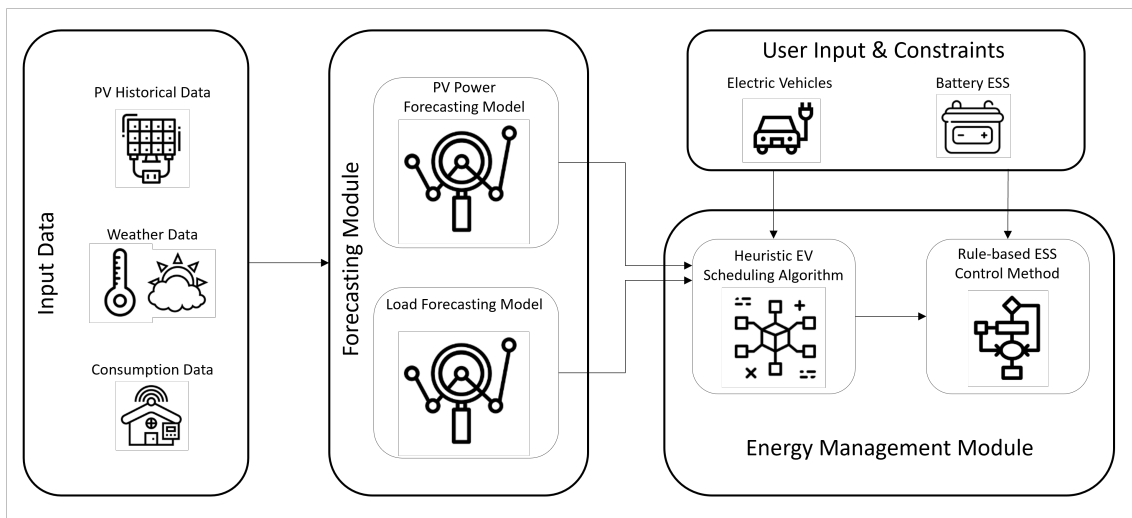 Input Data
PV Historical Data
Weather Data
Consumption Data
Forecasting Module
PV Power
Forecasting Model
Load Forecasting Model
User Input & Constraints
Electric Vehicles
Battery ESS
Heuristic EV
Scheduling Algorithm
Rule-based ESS
Control Method
Energy Management Module